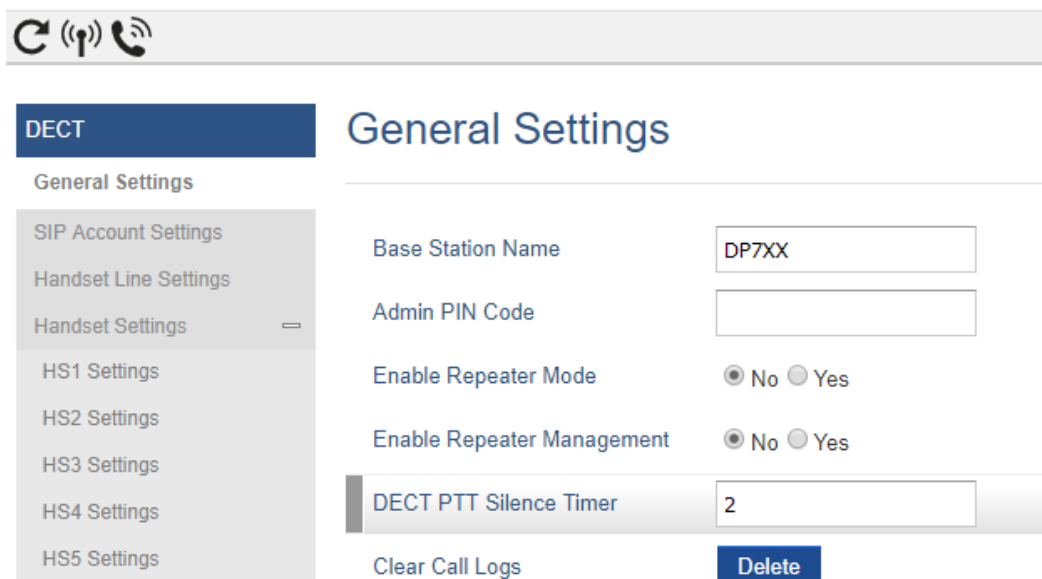 DECT
General Settings
SIP Account Settings
Handset Line Settings
Handset Settings
HS1 Settings
HS2 Settings
HS3 Settings
HS4 Settings
HS5 Settings
General Settings
Base Station Name DP7XX
Admin PIN Code
Enable Repeater Mode No Yes
Enable Repeater Management No Yes
DECT PTT Silence Timer 2
Clear Call Logs Delete